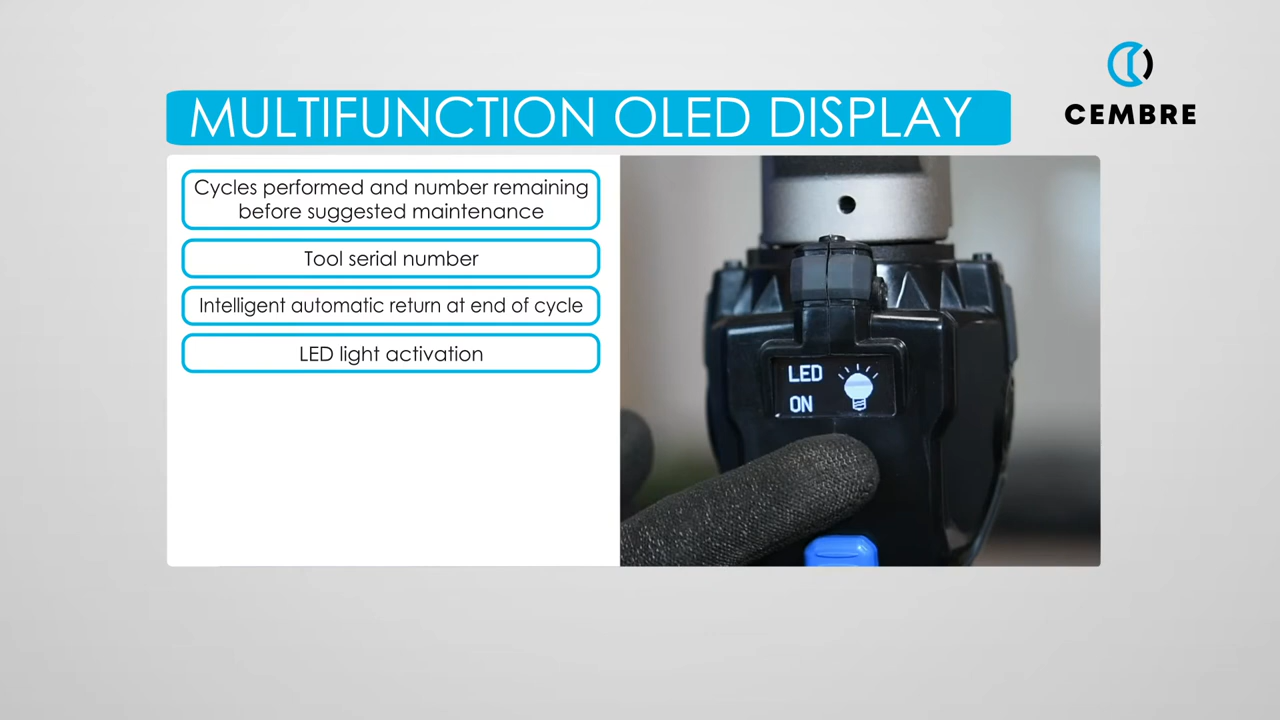 CEMBRE
MULTIFUNCTION OLED DISPLAY
Cycles performed and number remaining
before suggested maintenance
Tool serial number
Intelligent automatic return at end of cycle
LED light activation
LED
ON